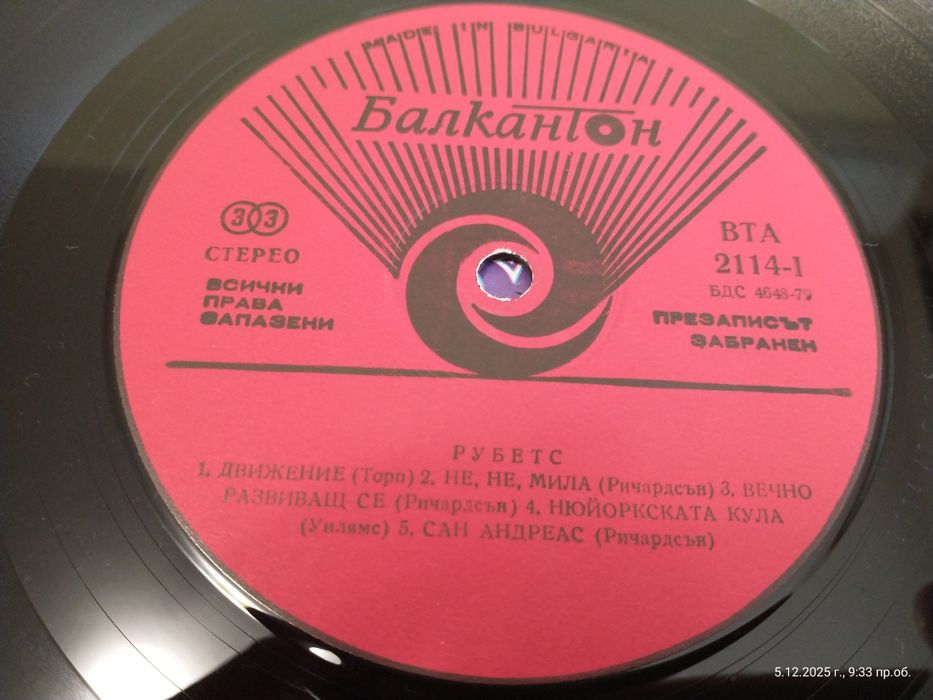 MADE IN BULGARIA
Балкантон
33
СТЕРЕО
ВСИЧКИ
ПРАВА
ЗАПАЗЕНИ
ВТА
2114-I
БДС 4648-79
ПРЕЗАПИСЪТ
ЗАБРАНЕН
РУБЕТС
1. ДВИЖЕНИЕ (Торп) 2. НЕ, НЕ, МИЛА (Ричардсън) 3. ВЕЧНО
РАЗВИВАЩ СЕ (Ричардсън) 4. НЮЙОРКСКАТА КУЛА
(Уилямс) 5. САН АНДРЕАС (Ричардсън)
5.12.2025 г., 9:33 пр.об.